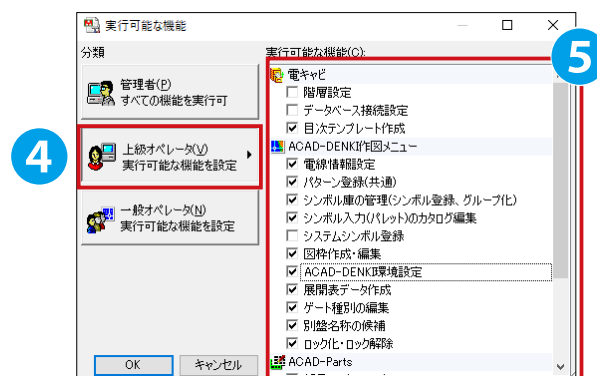 実行可能な機能
分類
管理者(P)
すべての機能を実行可
4
上級オペレータ(V)
実行可能な機能を設定
一般オペレータ(N)
実行可能な機能を設定
OK
キャンセル
実行可能な機能(C):
5
電キャビ
階層設定
データベース接続設定
目次テンプレート作成
ACAD-DENKI作図メニュー
電線情報設定
パターン登録(共通)
シンボル庫の管理(シンボル登録、グループ化)
シンボル入力(パレット)のカタログ編集
システムシンボル登録
図枠作成・編集
ACAD-DENKI環境設定
展開表データ作成
ゲート種別の編集
別盤名称の候補
ロック化・ロック解除
ACAD-Parts